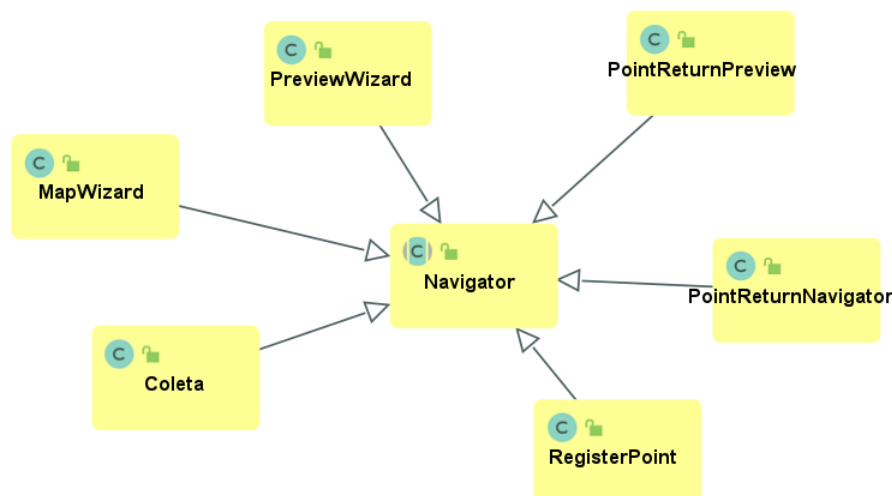 C
PreviewWizard
C
PointReturnPreview
C
MapWizard
C
Navigator
C
PointReturnNavigator
C
Coleta
C
RegisterPoint